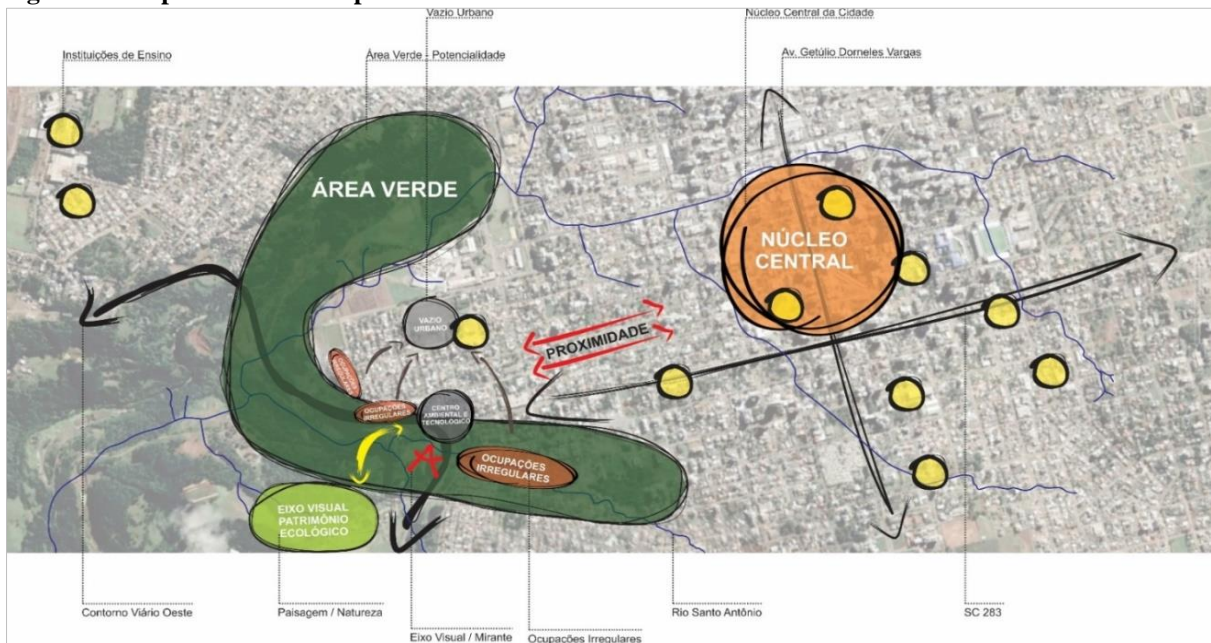 Vazio Urbano
Núcleo Central da Cidade
Instituições de Ensino
Área Verde - Potencialidade
Av. Getúlio Dorneles Vargas
ÁREA VERDE
NÚCLEO
CENTRAL
VAZIO
URBANO
PROXIMIDADE
OCUPAÇÕES
IRREGULARES
OCUPAÇÕES
IRREGULARES
CENTRO
AMBIENTAL E
TECNOLÓGICO
OCUPAÇÕES
IRREGULARES
EIXO VISUAL
PATRIMÔNIO
ECOLÓGICO
Contorno Viário Oeste
Paisagem / Natureza
Eixo Visual / Mirante
Ocupações Irregulares
Rio Santo Antônio
SC 283